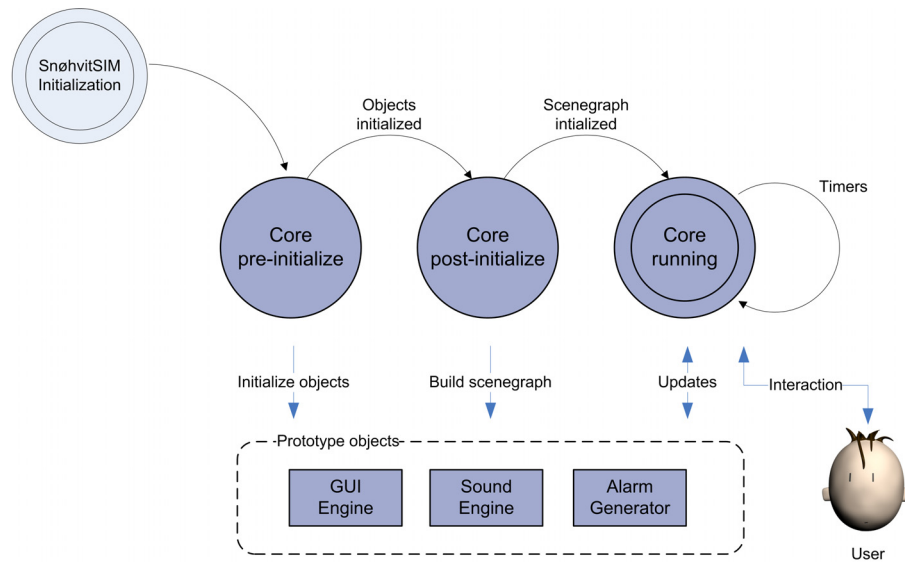 SnøhvitSIM
Initialization
Objects
initialized
Scenegraph
intialized
Timers
Core
pre-initialize
Core
post-initialize
Core
running
Initialize objects
Build scenegraph
Updates
Interaction
Prototype objects
GUI
Engine
Sound
Engine
Alarm
Generator
User